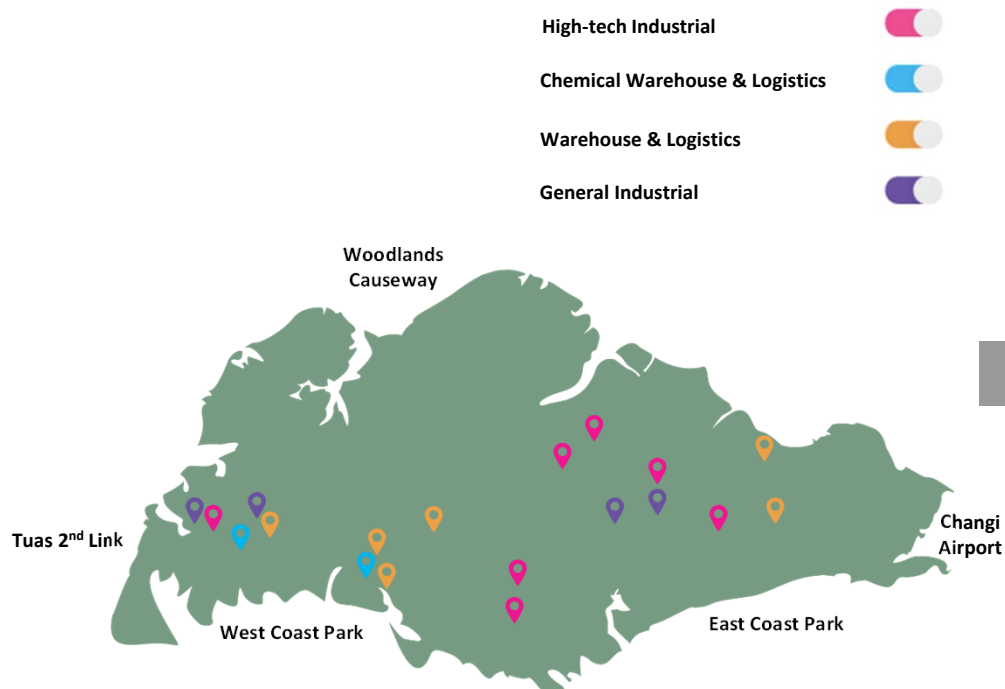 High-tech Industrial
Chemical Warehouse & Logistics
Warehouse & Logistics
General Industrial
Woodlands
Causeway
Tuas 2nd Link
Changi
Airport
West Coast Park
East Coast Park